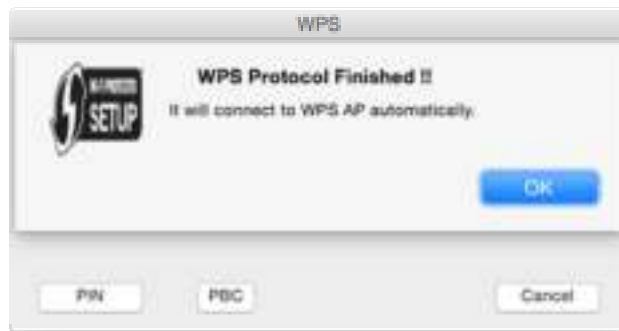 WPS
WPS Protocol Finished !!
It will connect to WPS AP automatically.
WI-FI PROTECTED
SETUP
OK
PIN
PBC
Cancel